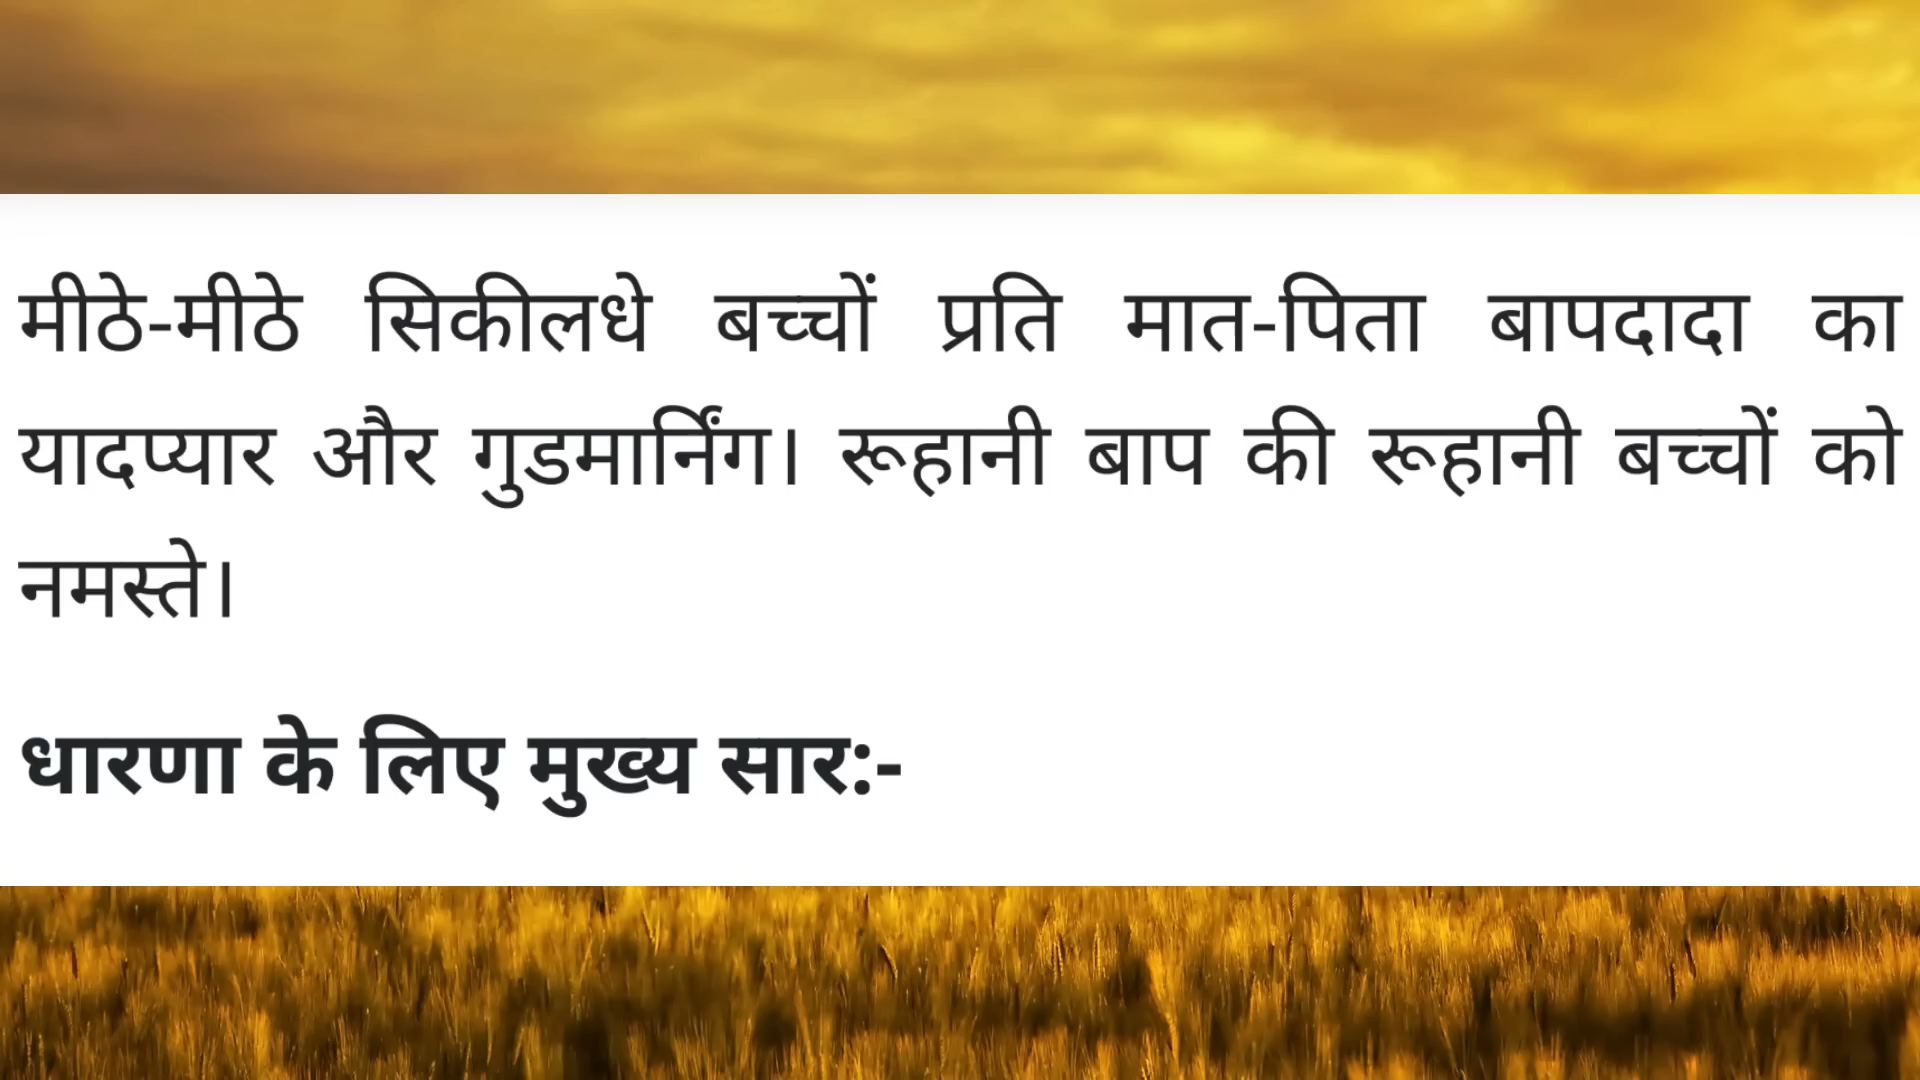 मीठे-मीठे सिकीलधे बच्चों प्रति मात-पिता बापदादा का
यादप्यार और गुडमार्निंग। रूहानी बाप की रूहानी बच्चों को
नमस्ते।
धारणा के लिए मुख्य सार:-